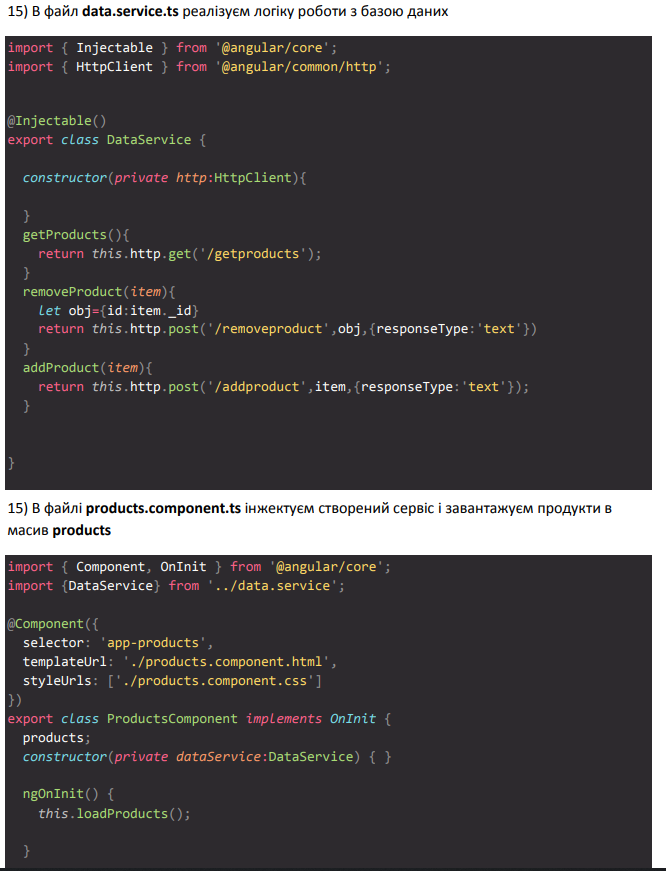 15) В файл data.service.ts реалізуєм логіку роботи з базою даних
import { Injectable } from '@angular/core';
import { HttpClient } from '@angular/common/http';
@Injectable()
export class DataService {
constructor(private http:HttpClient){
}
getProducts(){
return this.http.get('/getproducts');
}
removeProduct(item){
let obj={id:item._id}
return this.http.post('/removeproduct',obj,{responseType:'text'})
}
addProduct(item){
return this.http.post('/addproduct',item,{responseType:'text'});
}
}
15) В файлі products.component.ts інжектуєм створений сервіс і завантажуєм продукти в
масив products
import { Component, OnInit } from '@angular/core';
import {DataService} from '../data.service';
@Component({
selector: 'app-products',
templateUrl: './products.component.html',
styleUrls: ['./products.component.css']
})
export class ProductsComponent implements OnInit {
products;
constructor(private dataService:DataService) { }
ngOnInit() {
this.loadProducts();
}